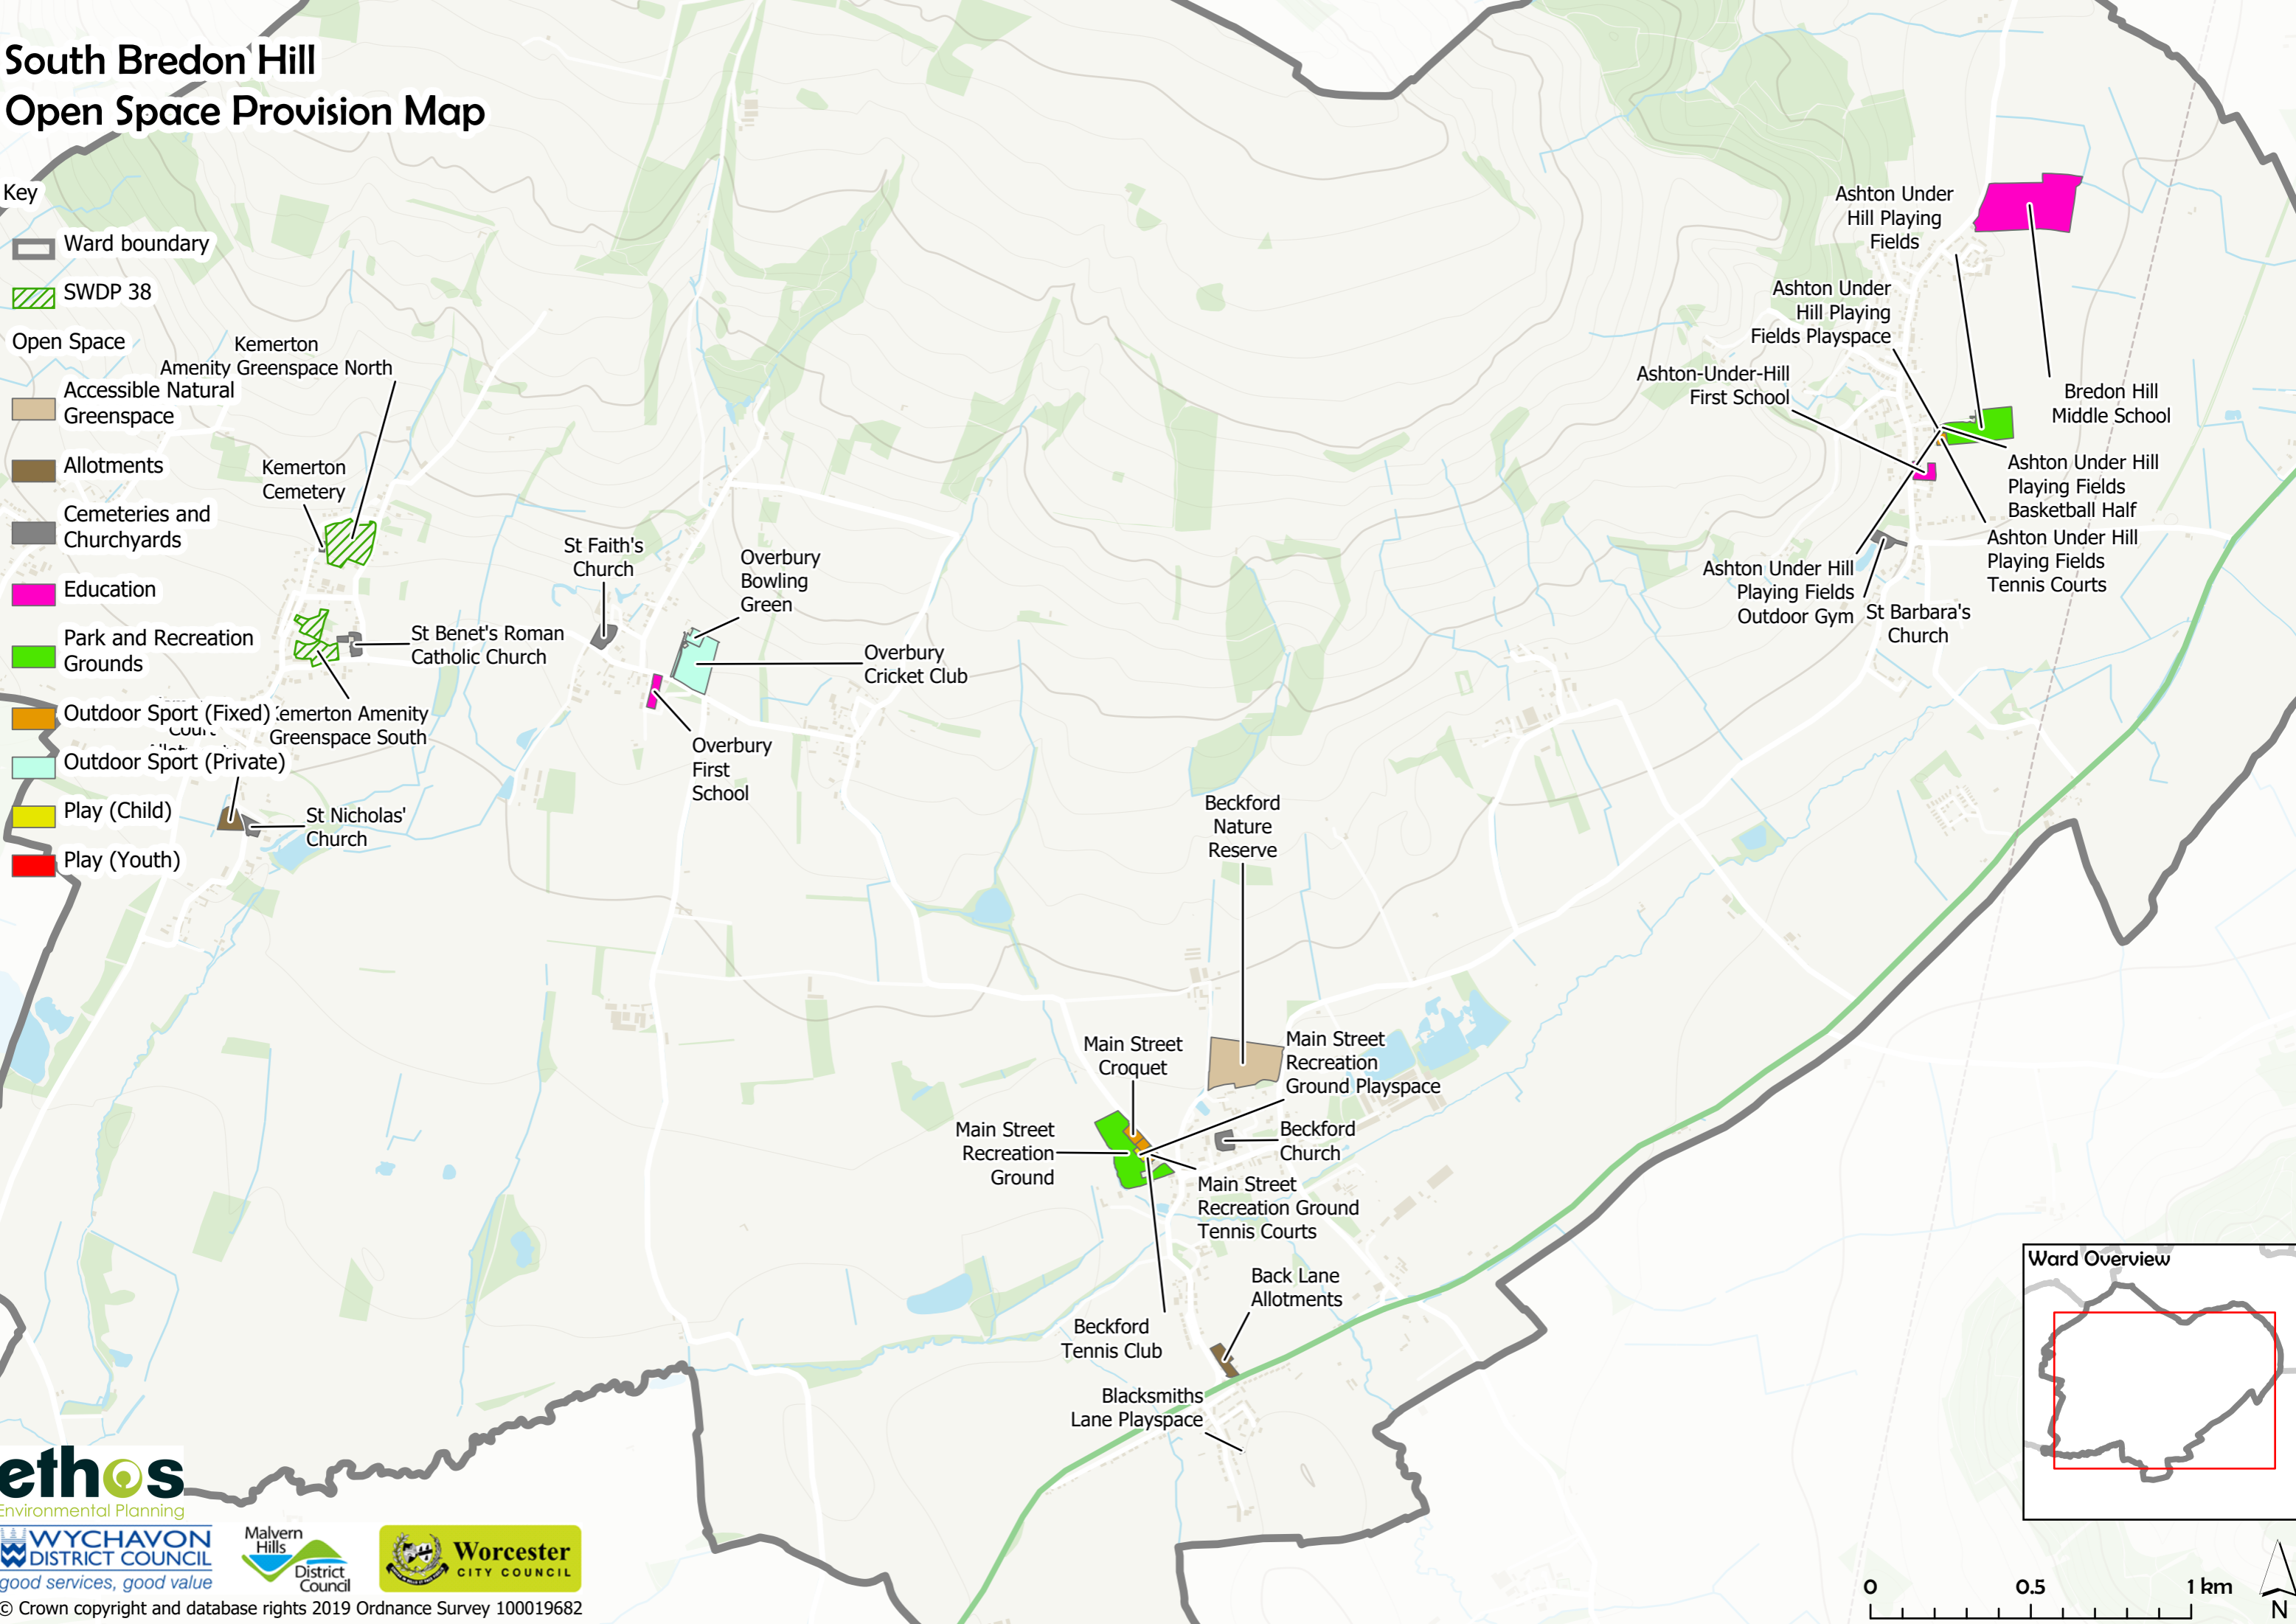 South Bredon Hill
Open Space Provision Map
Key
Ward boundary
SWDP 38
Open Space
Accessible Natural
Greenspace
Allotments
Cemeteries and
Churchyards
Education
Park and Recreation
Grounds
Outdoor Sport (Fixed)
Outdoor Sport (Private)
Play (Child)
Play (Youth)
Kemerton
Amenity Greenspace North
Kemerton
Cemetery
St Benet's Roman
Catholic Church
Kemerton Amenity
Greenspace South
Court
St Nicholas'
Church
St Faith's
Church
Overbury
Bowling
Green
Overbury
Cricket Club
Overbury
First
School
Beckford
Nature
Reserve
Main Street
Croquet
Main Street
Recreation
Ground Playspace
Main Street
Recreation
Ground
Beckford
Church
Main Street
Recreation Ground
Tennis Courts
Beckford
Tennis Club
Back Lane
Allotments
Blacksmiths
Lane Playspace
Ashton Under
Hill Playing
Fields
Ashton Under
Hill Playing
Fields Playspace
Ashton-Under-Hill
First School
Bredon Hill
Middle School
Ashton Under Hill
Playing Fields
Basketball Half
Ashton Under Hill
Playing Fields
Tennis Courts
Ashton Under Hill
Playing Fields
Outdoor Gym
St Barbara's
Church
Ward Overview
0 0.5 1 km
N
ethos
Environmental Planning
WYCHAVON
DISTRICT COUNCIL
good services, good value
Malvern
Hills
District
Council
Worcester
CITY COUNCIL
© Crown copyright and database rights 2019 Ordnance Survey 100019682